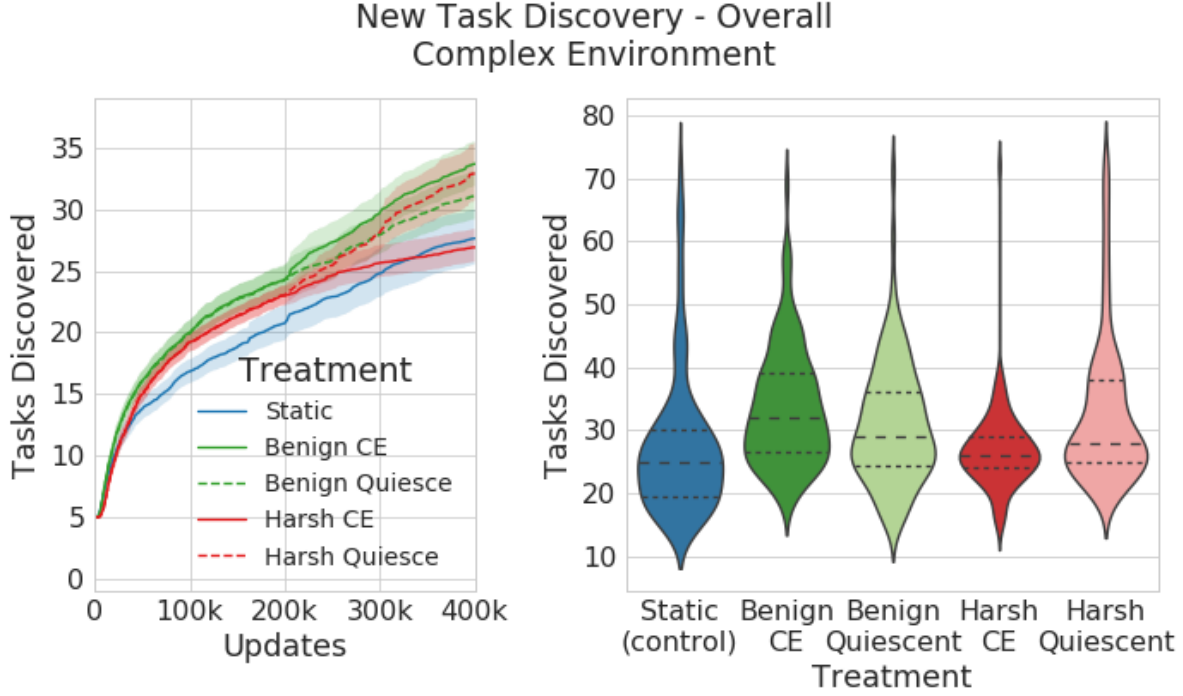 New Task Discovery - Overall
Complex Environment
Tasks Discovered
35
30
25
20
15
10
5
0
Treatment
Static
Benign CE
Benign Quiesce
Harsh CE
Harsh Quiesce
0 100k 200k 300k 400k
Updates
Tasks Discovered
80
70
60
50
40
30
20
10
Static Benign Benign Harsh Harsh
(control) CE Quiescent CE Quiescent
Treatment